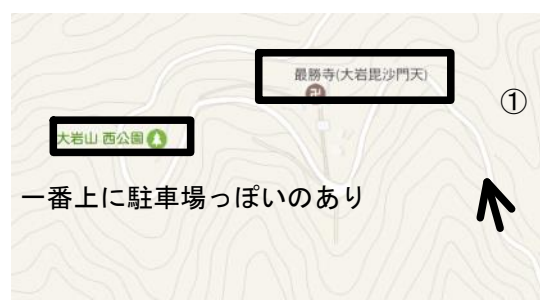 最勝寺(大岩毘沙門天)
卍
①
大岩山 西公園
一番上に駐車場っぽいのあり